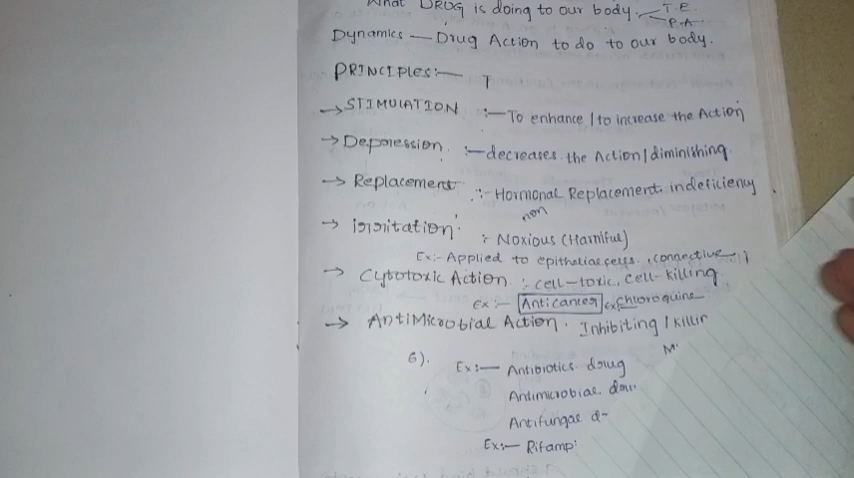 What DRUG is doing to our body. T.E
P.A
Dynamics — Drug Action to do to our body.
PRINCIPles:—
→ STIMULATION :— To enhance / to increase the Action
→ Depression. :— decreases the Action / diminishing
→ Replacement :— Hormonal Replacement in deficiency
→ irritation : non Noxious (Harmful)
Ex:- Applied to epithelial cells, connective
→ Cytotoxic Action : cell-toxic, cell-killing
Ex:- Anticancer Chloroquine
→ AntiMicrobial Action. Inhibiting / killin
6). Ex:— Antibiotics drug
Antimicrobial dru
Antifungal d
Ex:— Rifamp